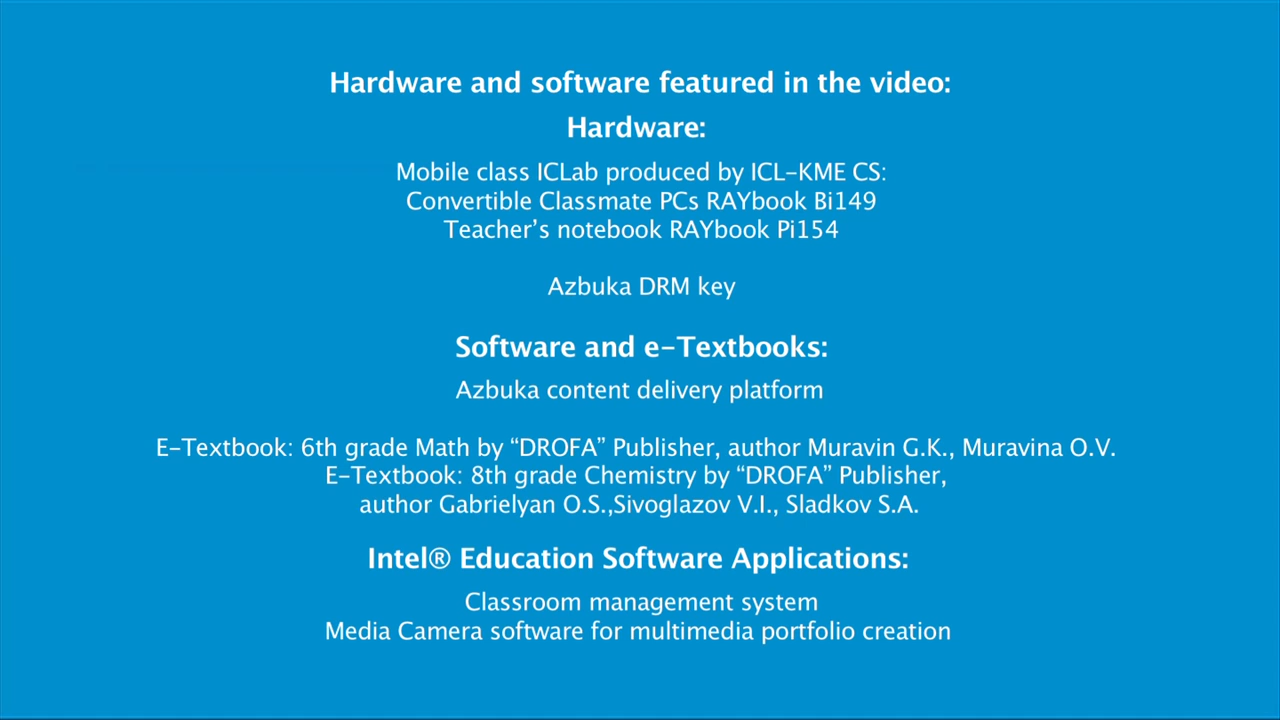 Hardware and software featured in the video:
Hardware:
Mobile class ICLab produced by ICL-KME CS:
Convertible Classmate PCs RAYbook Bi149
Teacher’s notebook RAYbook Pi154
Azbuka DRM key
Software and e-Textbooks:
Azbuka content delivery platform
E-Textbook: 6th grade Math by “DROFA” Publisher, author Muravin G.K., Muravina O.V.
E-Textbook: 8th grade Chemistry by “DROFA” Publisher,
author Gabrielyan O.S.,Sivoglazov V.I., Sladkov S.A.
Intel® Education Software Applications:
Classroom management system
Media Camera software for multimedia portfolio creation